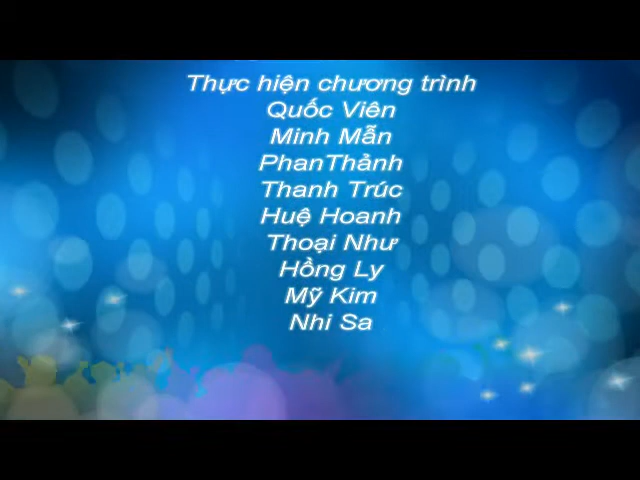 Thực hiện chương trình
Quốc Viên
Minh Mẫn
PhanThảnh
Thanh Trúc
Huệ Hoanh
Thoại Như
Hồng Ly
Mỹ Kim
Nhi Sa